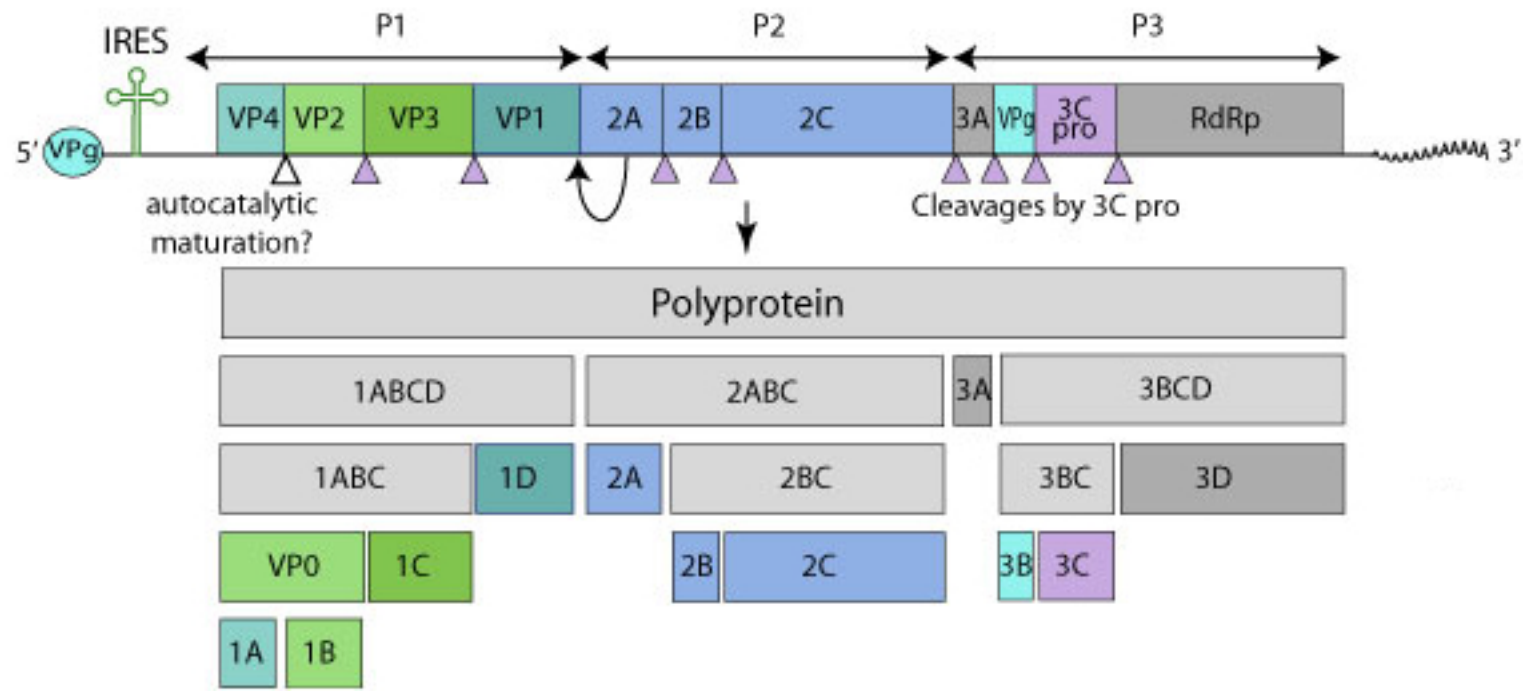 P1 P2 P3
IRES
VP4 VP2 VP3 VP1 2A 2B 2C 3A VPg 3C pro RdRp
5' VPg 3'
autocatalytic
maturation?
Cleavages by 3C pro
Polyprotein
1ABCD 2ABC 3A 3BCD
1ABC 1D 2A 2BC 3BC 3D
VP0 1C 2B 2C 3B 3C
1A 1B